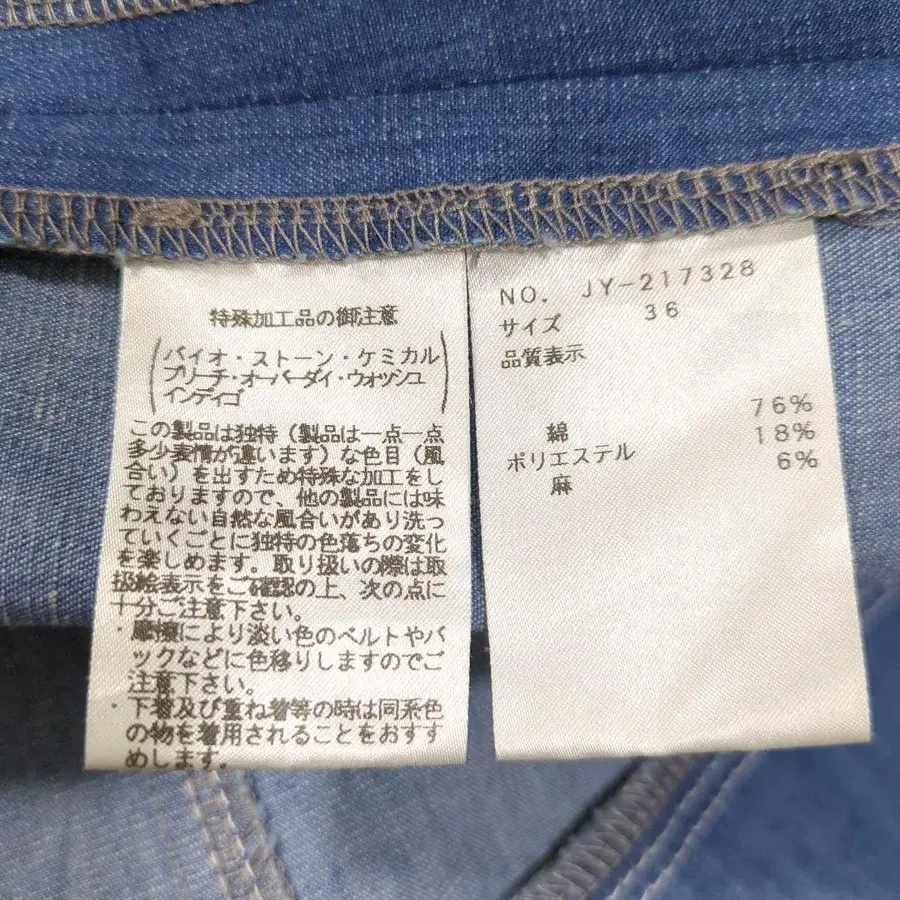 特殊加工品の御注意
(バイオ・ストーン・ケミカル
ブリーチ・オーバーダイ・ウォッシュ
インディゴ)
この製品は独特(製品は一点一点
多少表情が違います)な色目(風
合い)を出すため特殊な加工をし
ておりますので、他の製品には味
わえない自然な風合いがあり洗っ
ていくごとに独特の色落ちの変化
を楽しめます。取り扱いの際は取
扱絵表示をご確認の上、次の点に
十分ご注意下さい。
・摩擦により淡い色のベルトやバ
ックなどに色移りしますのでご
注意下さい。
・下着及び重ね着等の時は同系色
の物を着用されることをおすす
めします。
NO. JY-217328
サイズ 36
品質表示
綿 76%
ポリエステル 18%
麻 6%